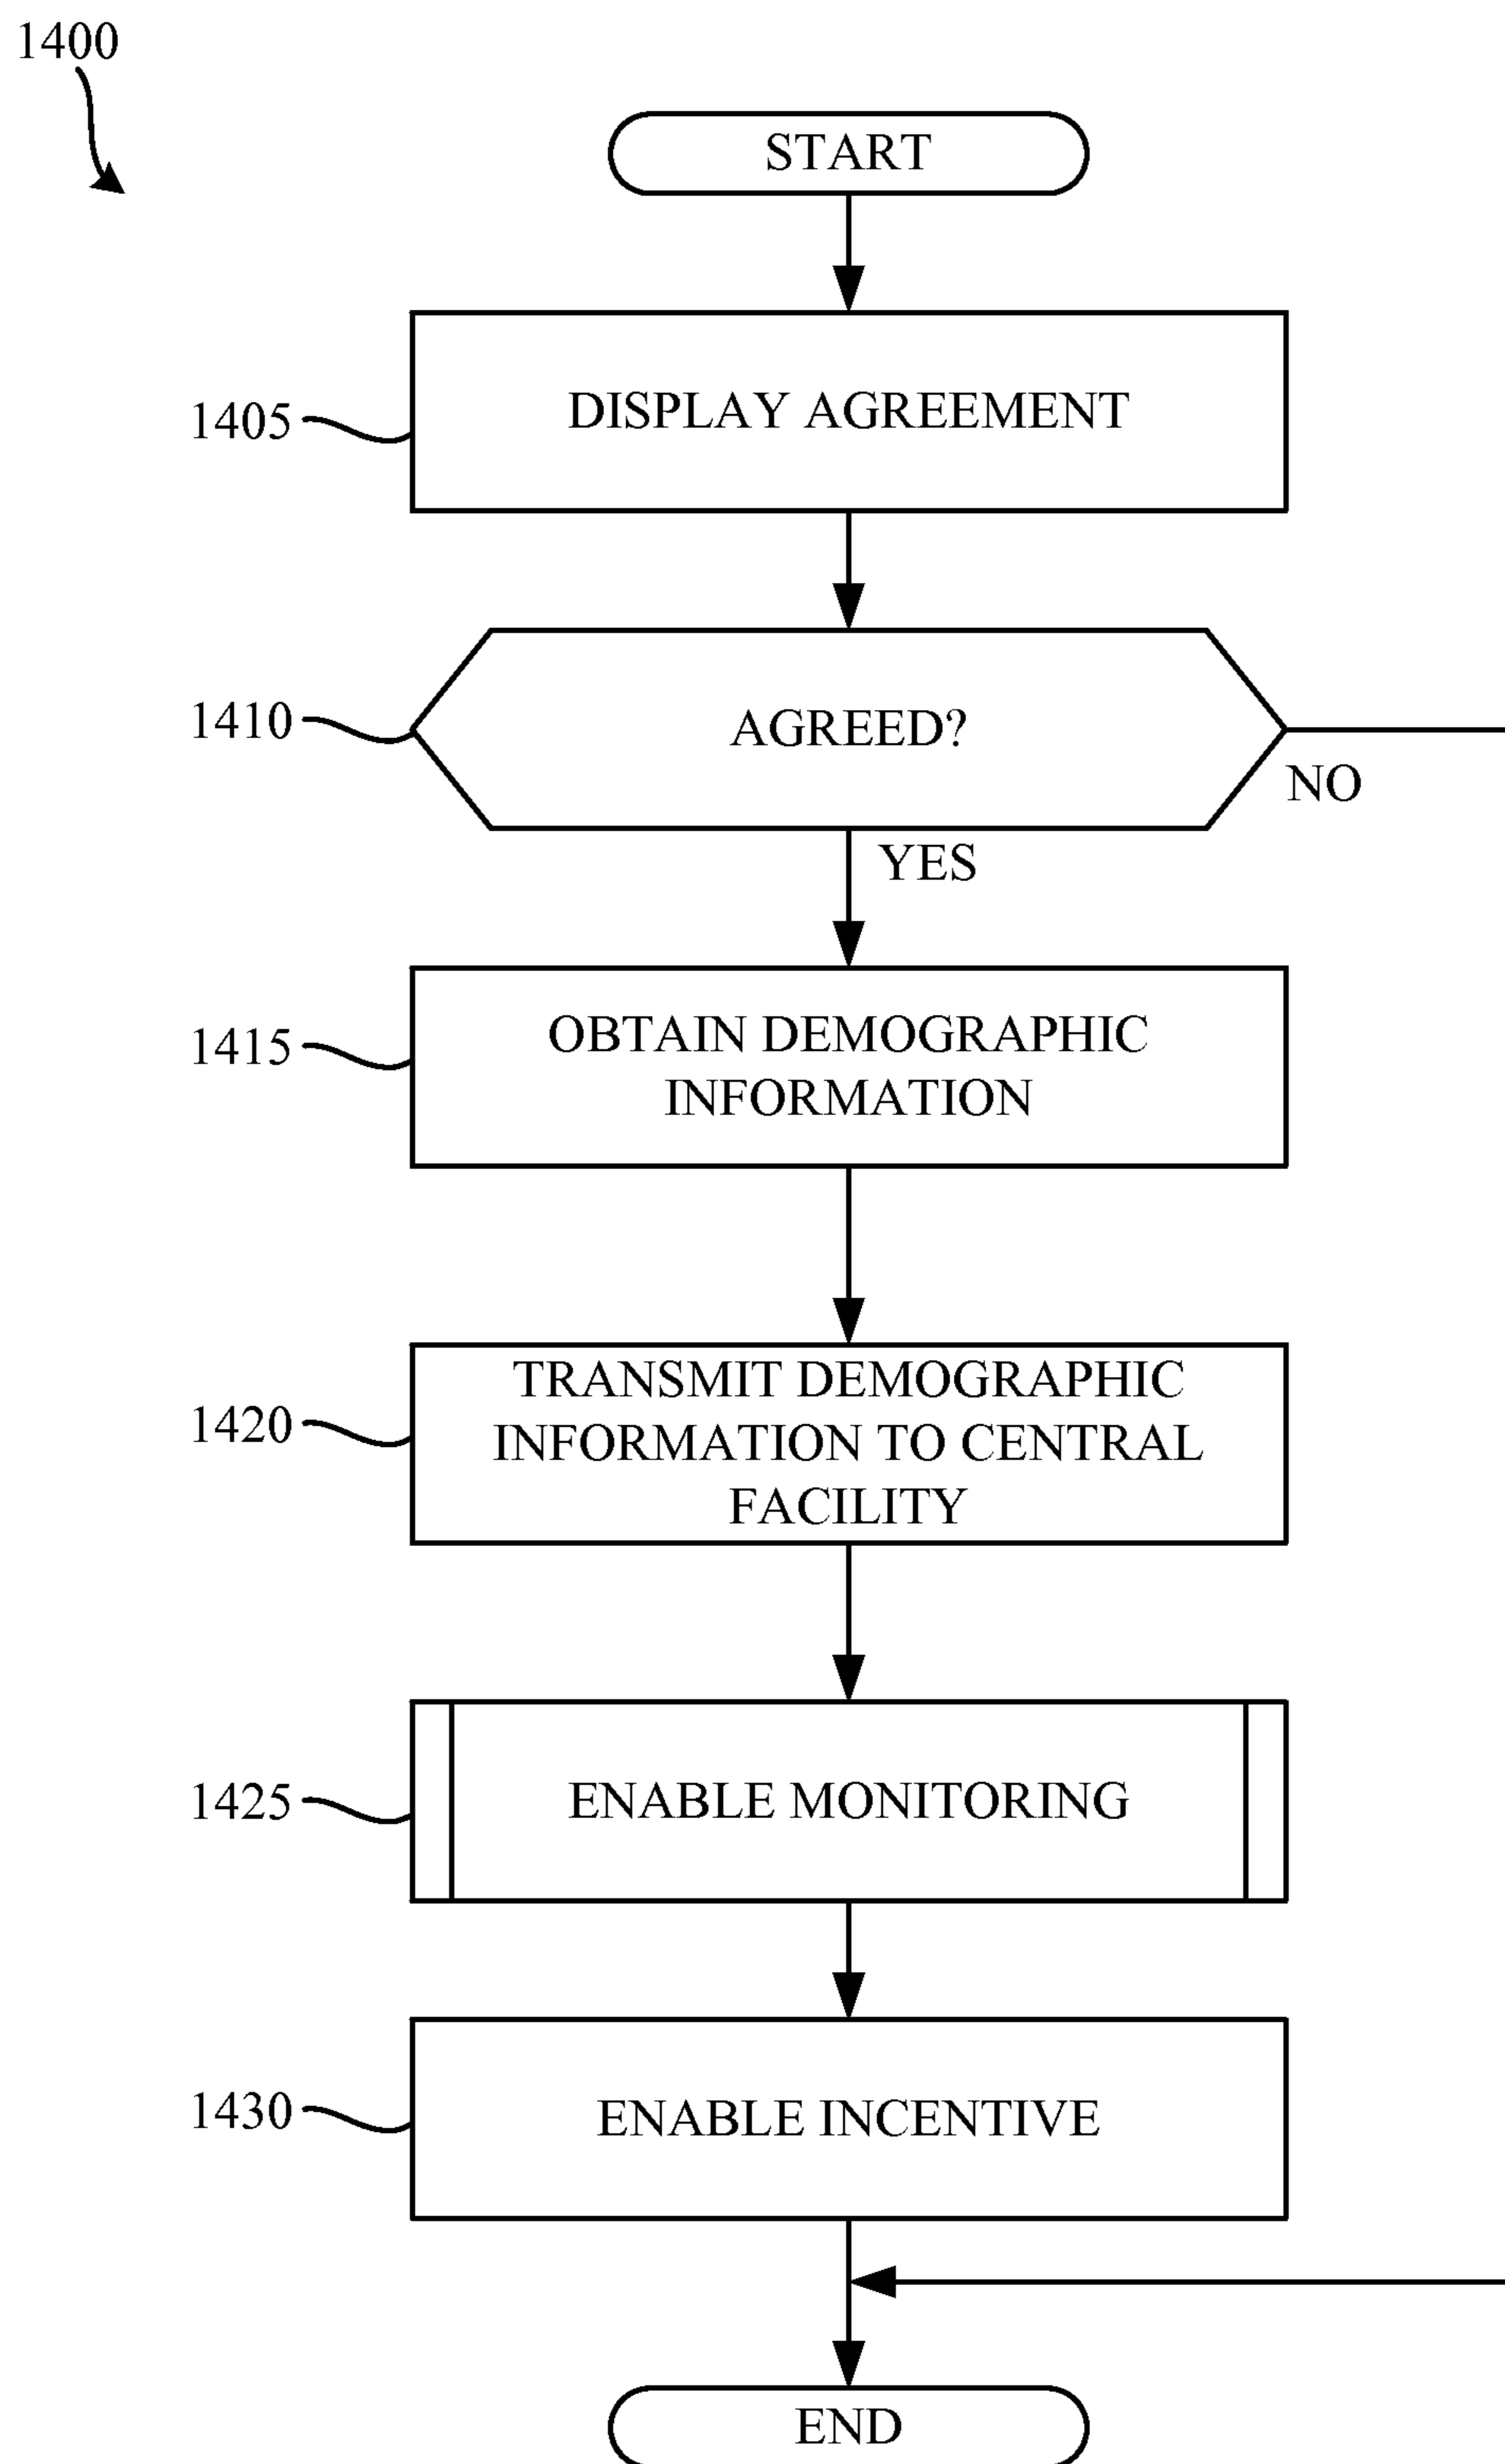 1400
START
1405
DISPLAY AGREEMENT
1410
AGREED?
NO
YES
1415
OBTAIN DEMOGRAPHIC
INFORMATION
1420
TRANSMIT DEMOGRAPHIC
INFORMATION TO CENTRAL
FACILITY
1425
ENABLE MONITORING
1430
ENABLE INCENTIVE
END